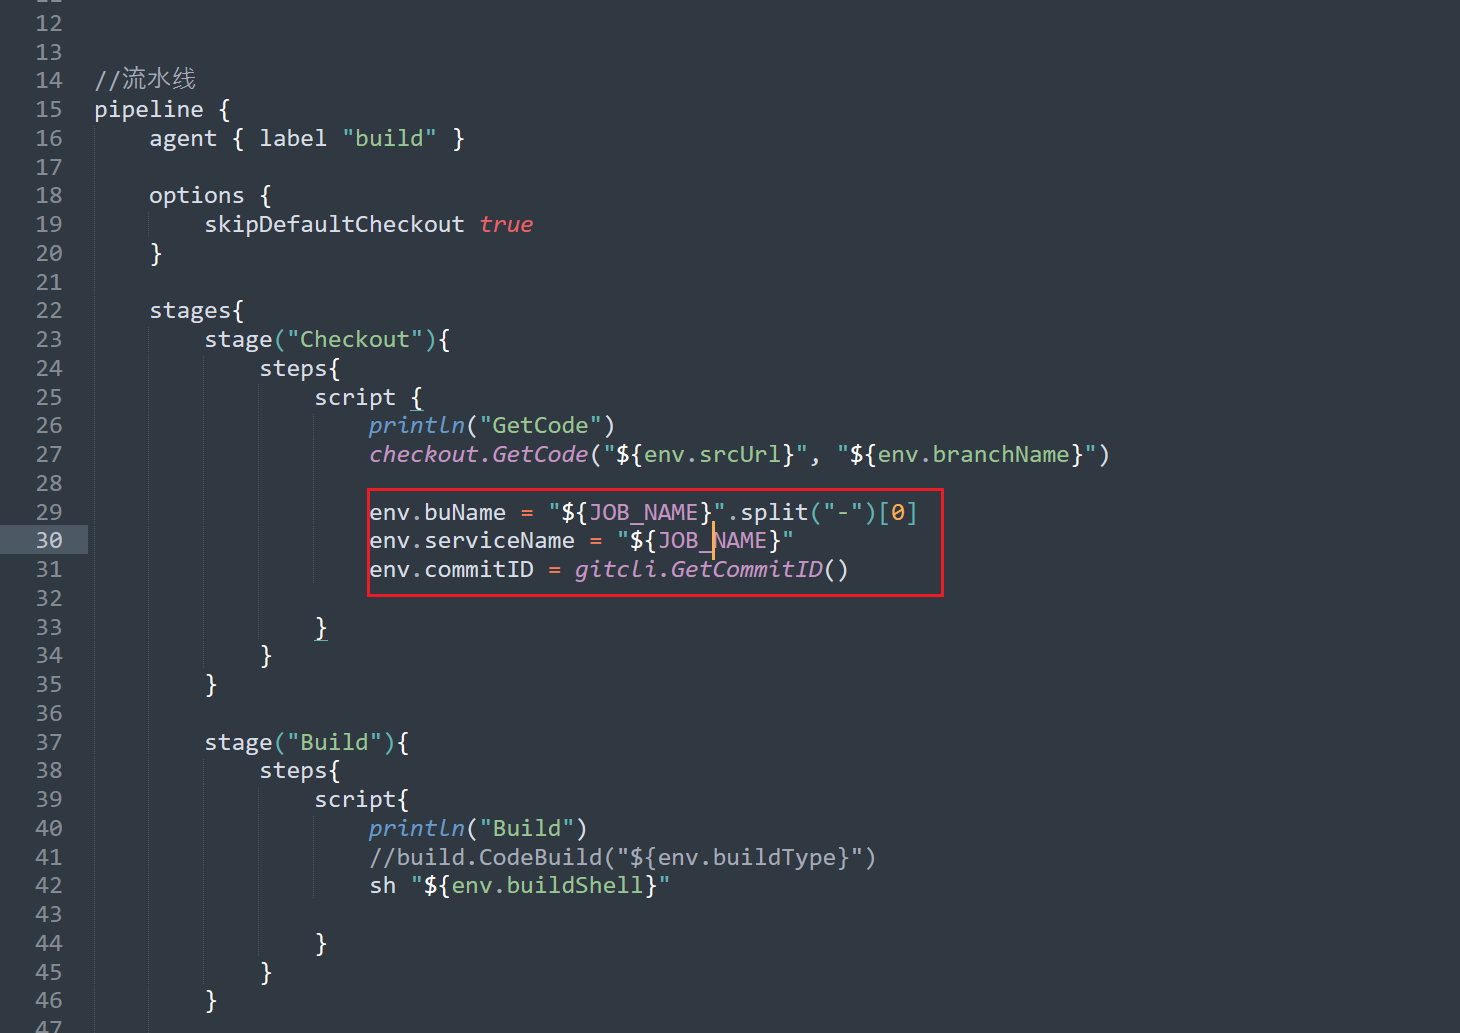 12
13
14 //流水线
15 pipeline {
16     agent { label "build" }
17
18     options {
19         skipDefaultCheckout true
20     }
21
22     stages{
23         stage("Checkout"){
24             steps{
25                 script {
26                     println("GetCode")
27                     checkout.GetCode("${env.srcUrl}", "${env.branchName}")
28
29                     env.buName = "${JOB_NAME}".split("-")[0]
30                     env.serviceName = "${JOB_NAME}"
31                     env.commitID = gitcli.GetCommitID()
32
33                 }
34             }
35         }
36
37         stage("Build"){
38             steps{
39                 script{
40                     println("Build")
41                     //build.CodeBuild("${env.buildType}")
42                     sh "${env.buildShell}"
43
44                 }
45             }
46         }
47